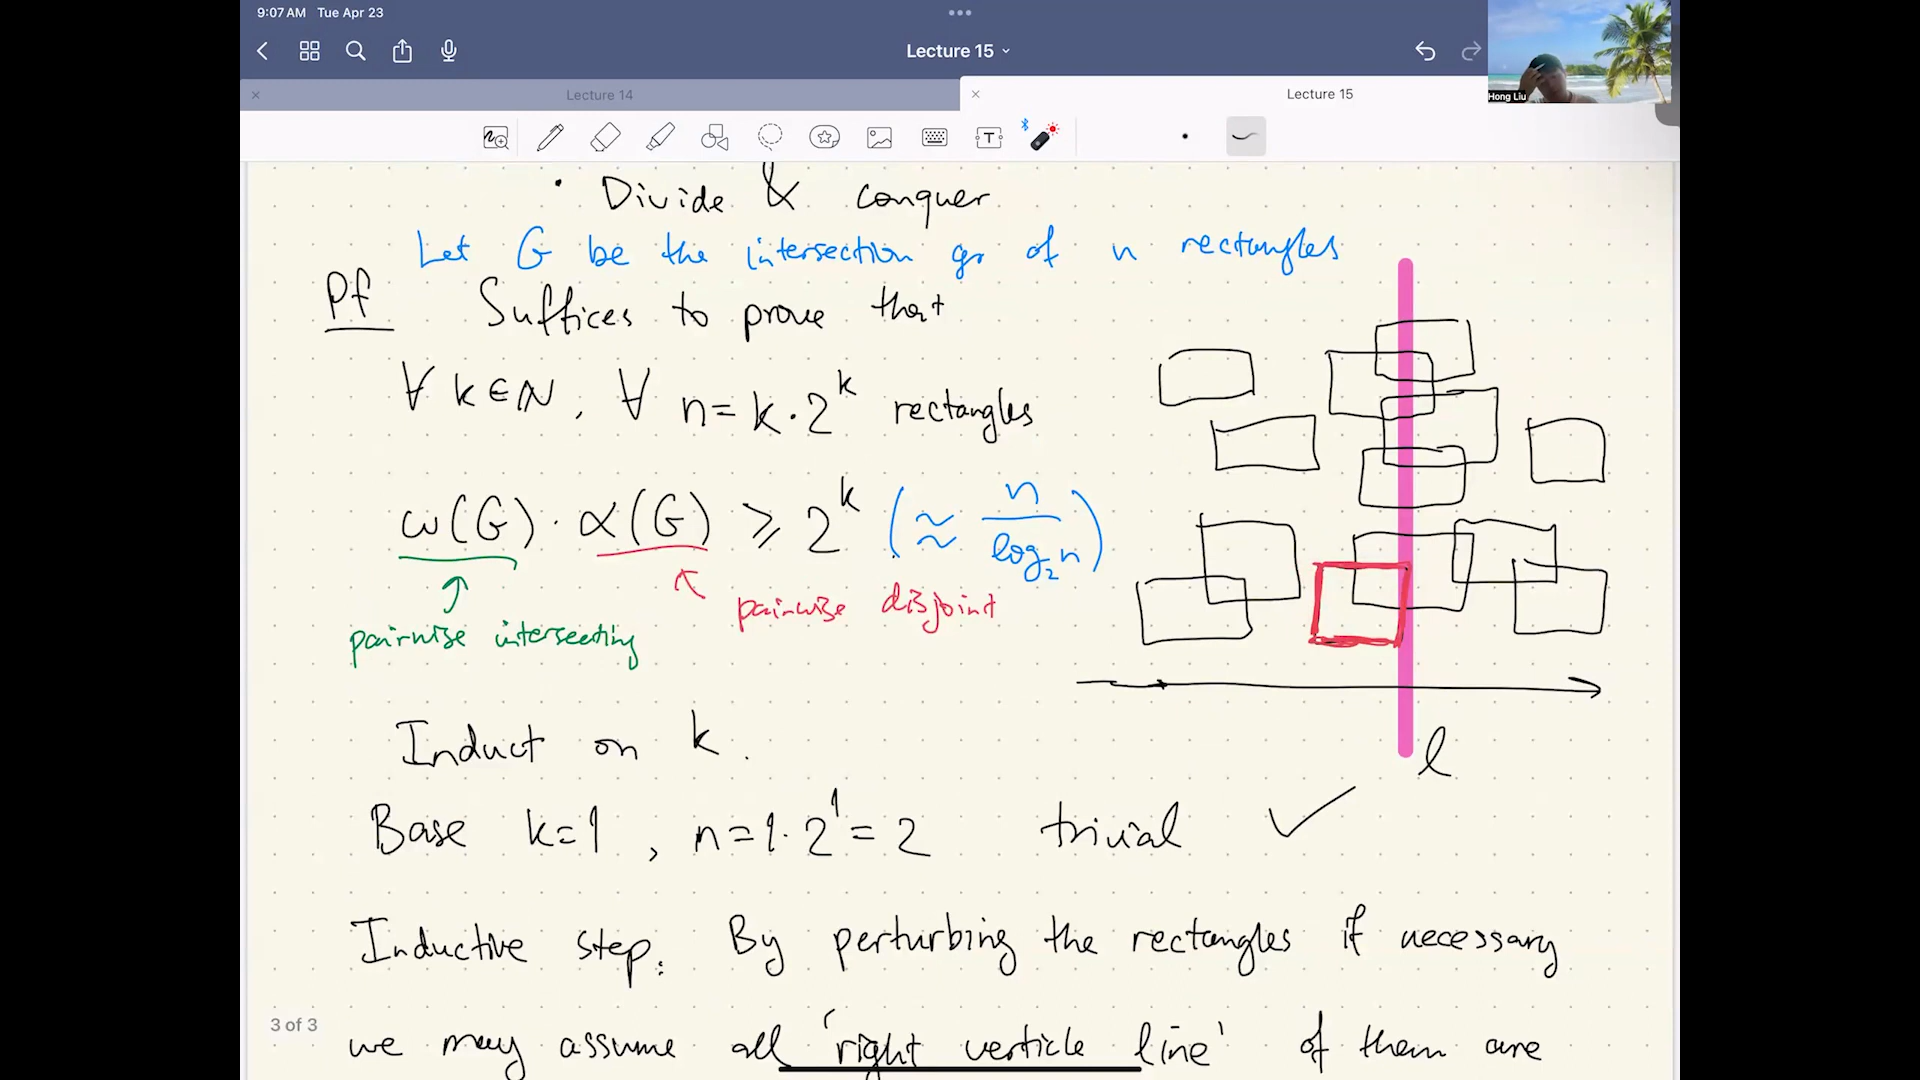 9:07 AM Tue Apr 23
Lecture 15
Lecture 14
Lecture 15
Hong Liu
• Divide & conquer
Let G be the intersection gr of n rectangles
Pf Suffices to prove that
∀ k ∈ N, ∀ n = k · 2^k rectangles
ω(G) · α(G) ⩾ 2^k (≈ n / log₂ n)
pairwise disjoint
pairwise intersecting
l
Induct on k.
Base k=1, n = 1 · 2^1 = 2 trivial ✓
Inductive step: By perturbing the rectangles if necessary
3 of 3
we may assume all 'right verticle line' of them are